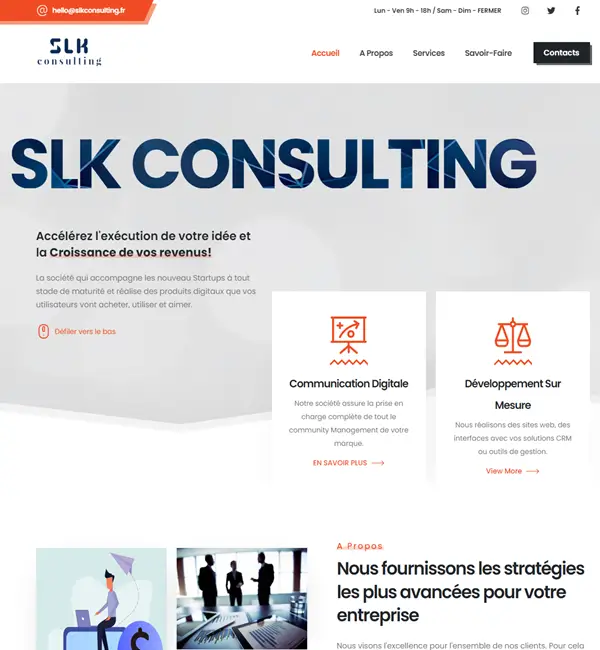 hello@slkconsulting.fr
Lun - Ven 9h - 18h / Sam - Dim - FERMER
SLK
consulting
Accueil
A Propos
Services
Savoir-Faire
Contacts
SLK CONSULTING
Accélérez l'exécution de votre idée et
la Croissance de vos revenus!
La société qui accompagne les nouveau Startups à tout
stade de maturité et réalise des produits digitaux que vos
utilisateurs vont acheter, utiliser et aimer.
Défiler vers le bas
Communication Digitale
Notre société assure la prise en
charge complète de tout le
community Management de votre
marque.
EN SAVOIR PLUS
Développement Sur
Mesure
Nous réalisons des sites web, des
interfaces avec vos solutions CRM
ou outils de gestion.
View More
A Propos
Nous fournissons les stratégies
les plus avancées pour votre
entreprise
Nous visons l'excellence pour l'ensemble de nos clients. Pour cela